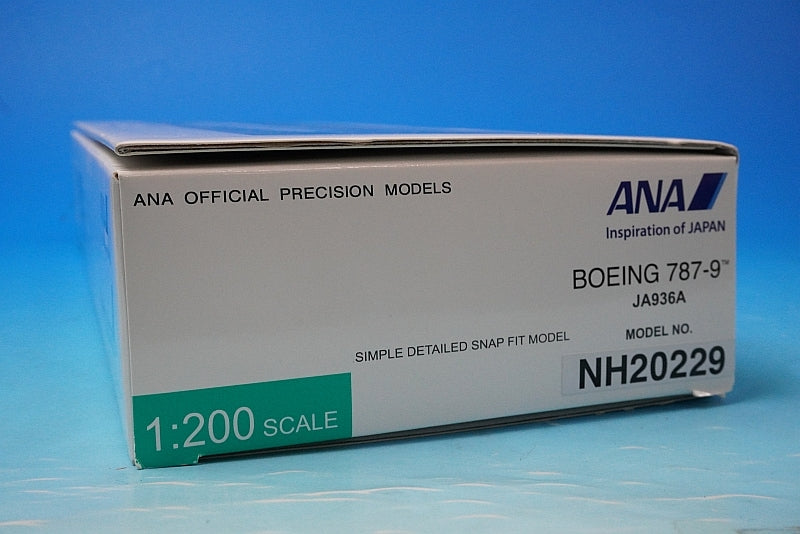 ANA OFFICIAL PRECISION MODELS
ANA
Inspiration of JAPAN
BOEING 787-9™
JA936A
MODEL NO.
SIMPLE DETAILED SNAP FIT MODEL
NH20229
1:200 SCALE